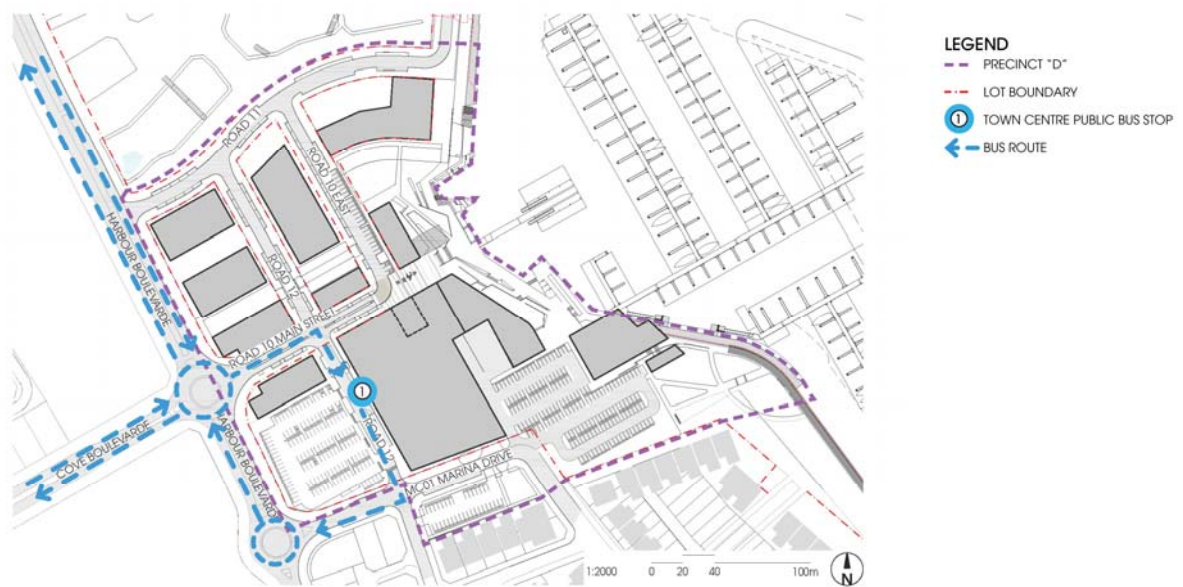 LEGEND
PRECINCT "D"
LOT BOUNDARY
1 TOWN CENTRE PUBLIC BUS STOP
BUS ROUTE
ROAD 11
ROAD 10 EAST
HARBOUR BOULEVARDE
ROAD 12
ROAD 10 MAIN STREET
1
ROAD 12
COVE BOULEVARDE
HARBOUR BOULEVARDE
MC01 MARINA DRIVE
1:2000 0 20 40 100m
N